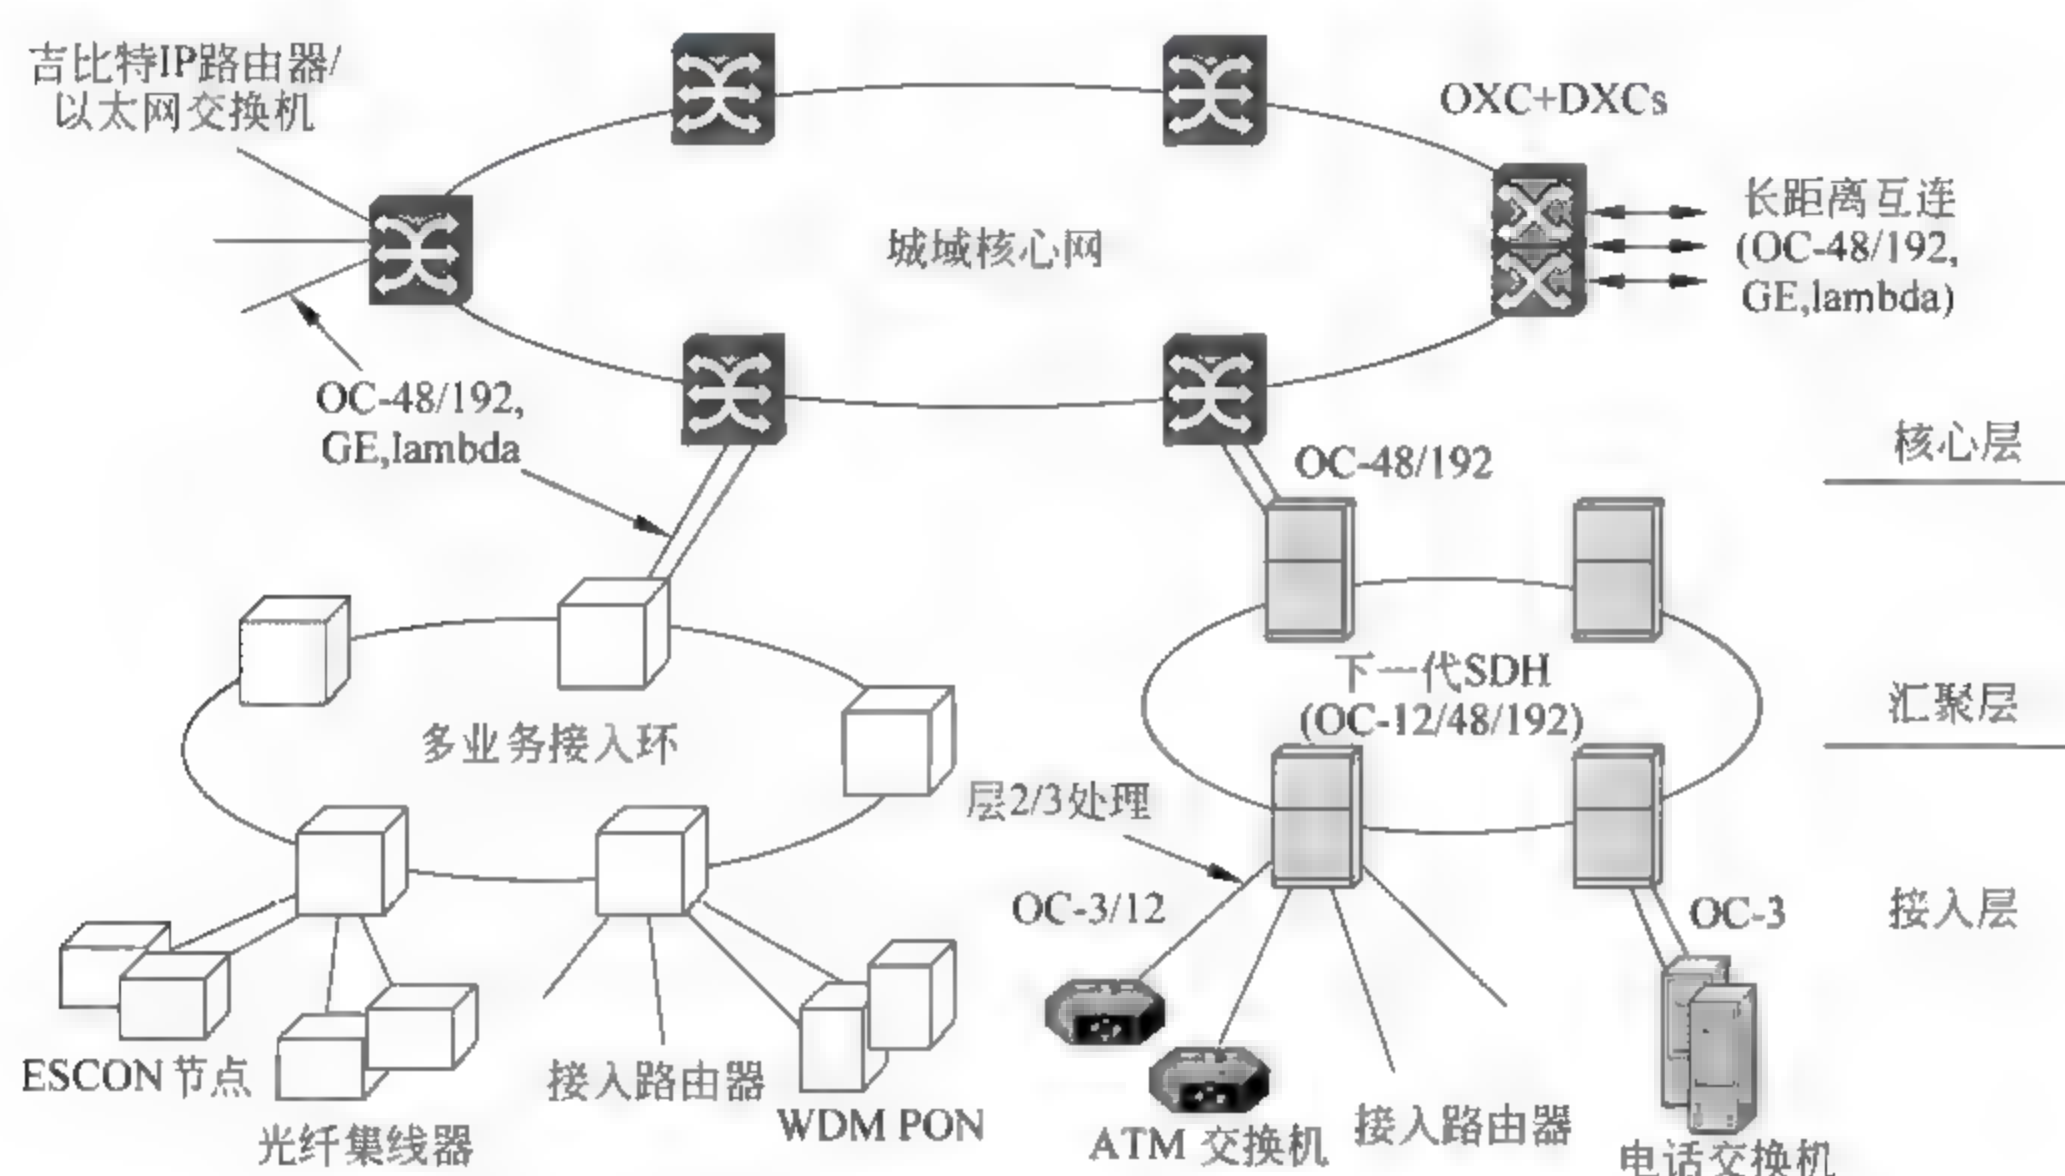 吉比特IP路由器/
以太网交换机
OXC+DXCs
长距离互连
(OC-48/192,
GE,lambda)
城域核心网
OC-48/192,
GE,lambda
OC-48/192
核心层
下一代SDH
(OC-12/48/192)
汇聚层
多业务接入环
层2/3处理
OC-3/12
OC-3
接入层
ESCON 节点
光纤集线器
接入路由器
WDM PON
ATM 交换机
接入路由器
电话交换机